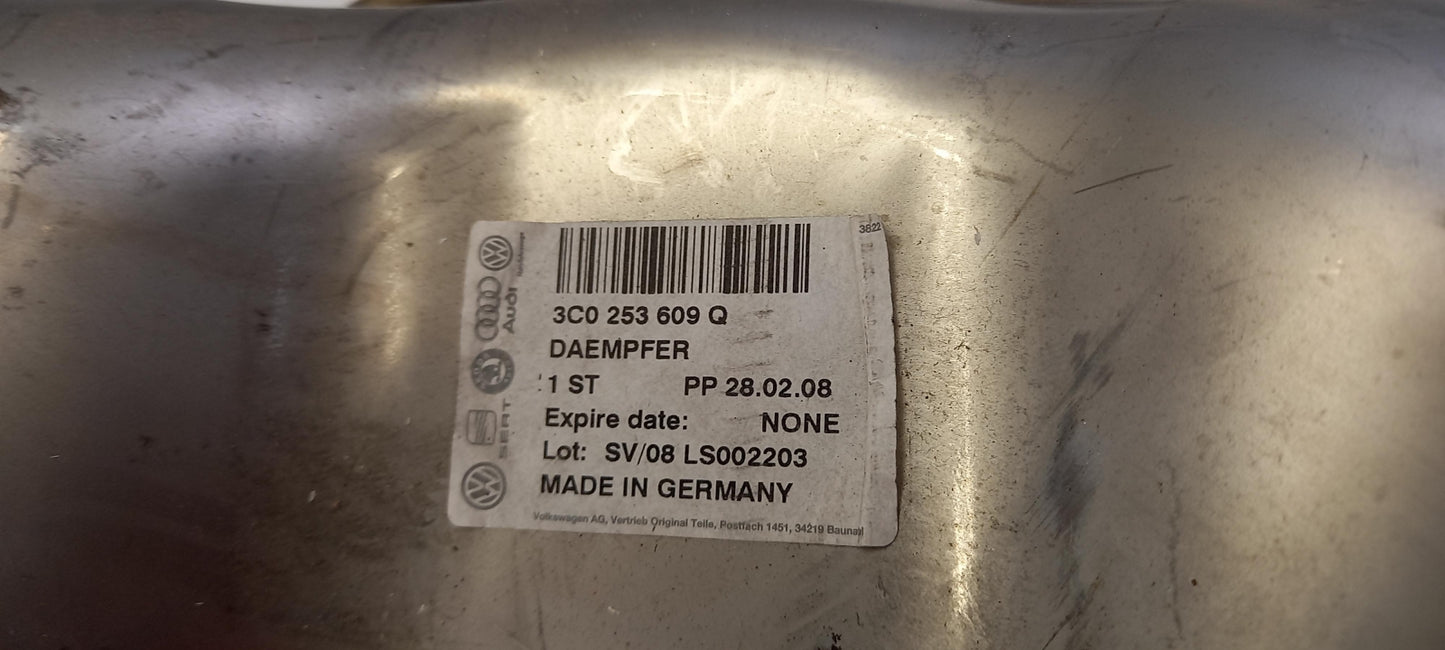 3822
3C0 253 609 Q
DAEMPFER
1 ST PP 28.02.08
Expire date: NONE
Lot: SV/08 LS002203
MADE IN GERMANY
Volkswagen AG, Vertrieb Original Teile, Postfach 1451, 34219 Baunatal
Audi
SEAT